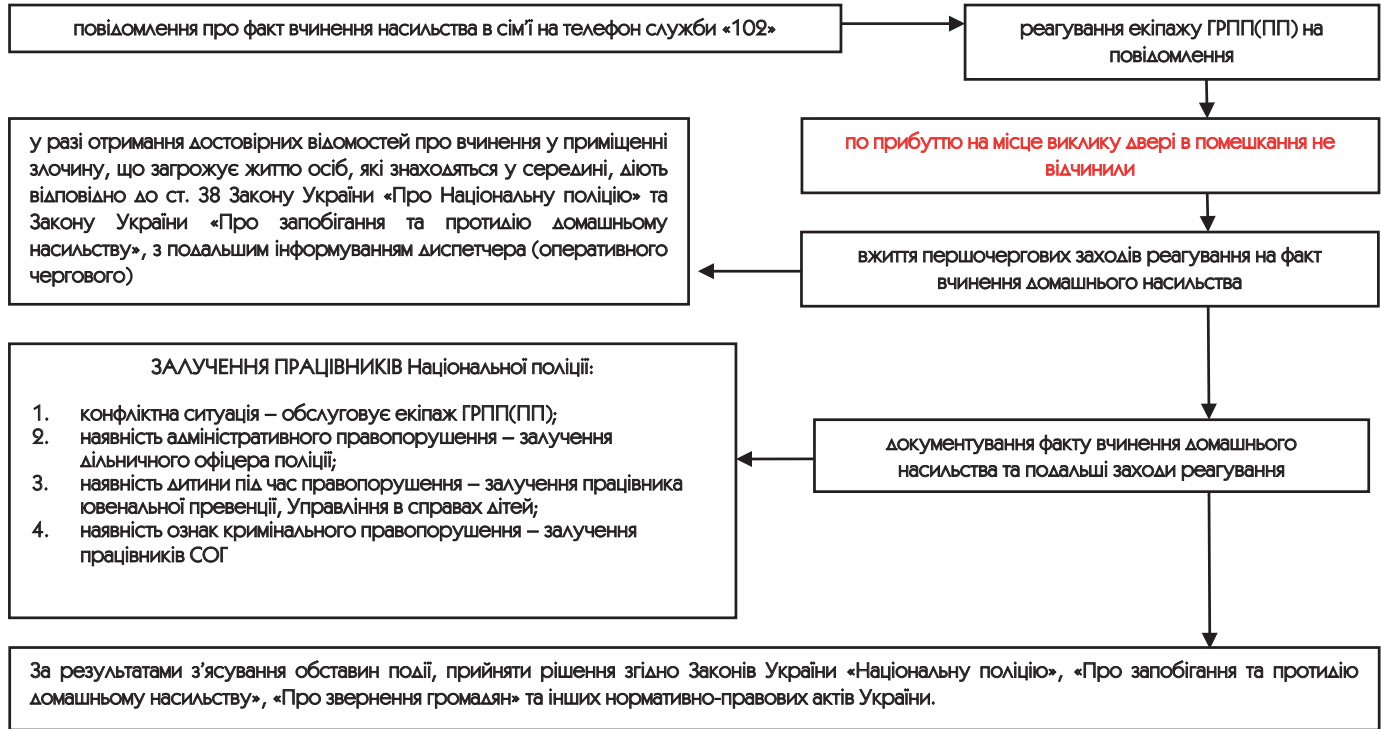 повідомлення про факт вчинення насильства в сім'ї на телефон служби «102»
реагування екіпажу ГРПП(ПП) на
повідомлення
по прибуттю на місце виклику двері в помешкання не
відчинили
у разі отримання достовірних відомостей про вчинення у приміщенні
злочину, що загрожує життю осіб, які знаходяться у середині, діють
відповідно до ст. 38 Закону України «Про Національну поліцію» та
Закону України «Про запобігання та протидію домашньому
насильству», з подальшим інформуванням диспетчера (оперативного
чергового)
вжиття першочергових заходів реагування на факт
вчинення домашнього насильства
ЗАЛУЧЕННЯ ПРАЦІВНИКІВ Національної поліції:
1. конфліктна ситуація – обслуговує екіпаж ГРПП(ПП);
2. наявність адміністративного правопорушення – залучення
дільничного офіцера поліції;
3. наявність дитини під час правопорушення – залучення працівника
ювенальної превенції, Управління в справах дітей;
4. наявність ознак кримінального правопорушення – залучення
працівників СОГ
документування факту вчинення домашнього
насильства та подальші заходи реагування
За результатами з'ясування обставин події, прийняти рішення згідно Законів України «Національну поліцію», «Про запобігання та протидію
домашньому насильству», «Про звернення громадян» та інших нормативно-правових актів України.